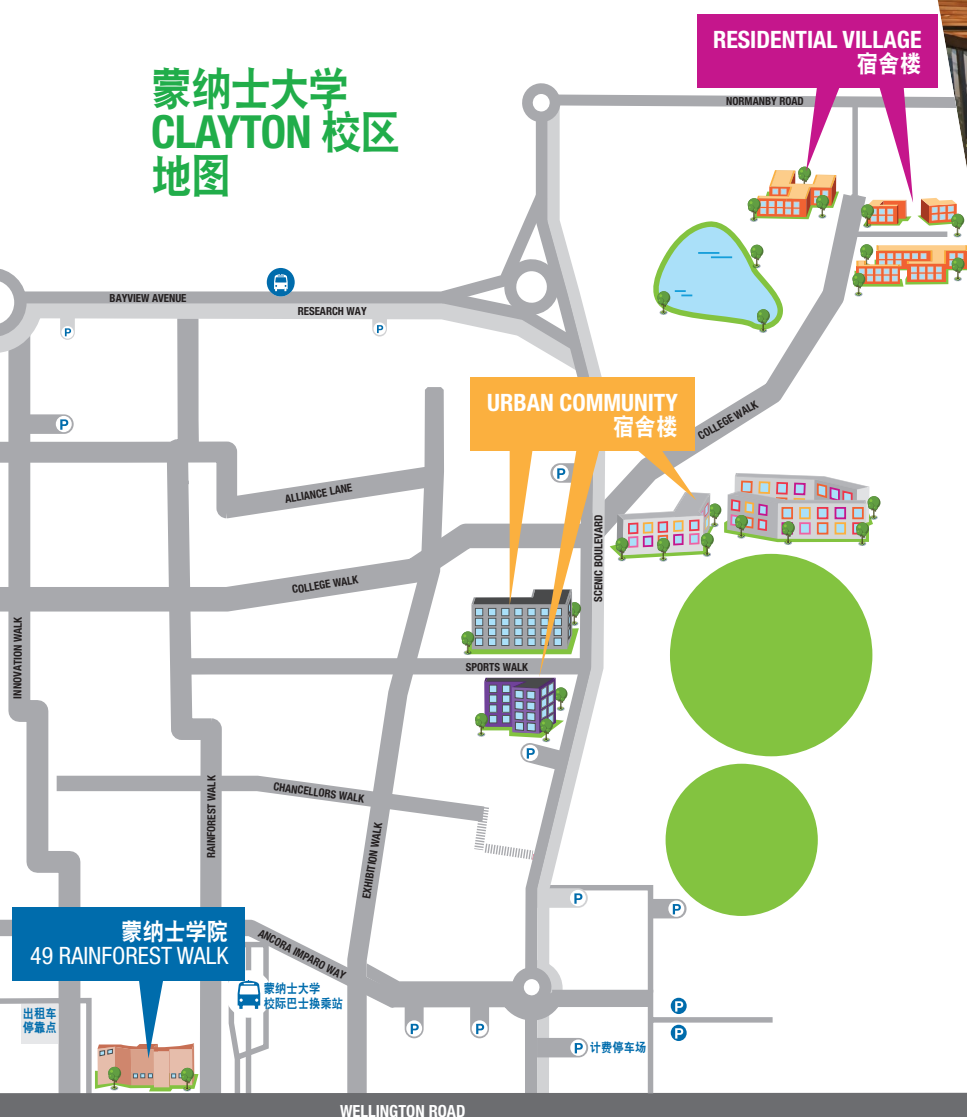 RESIDENTIAL VILLAGE
宿舍楼
蒙纳士大学
CLAYTON 校区
地图
NORMANBY ROAD
BAYVIEW AVENUE
RESEARCH WAY
P
P
P
URBAN COMMUNITY
宿舍楼
COLLEGE WALK
P
ALLIANCE LANE
SCENIC BOULEVARD
COLLEGE WALK
INNOVATION WALK
SPORTS WALK
P
CHANCELLORS WALK
RAINFOREST WALK
EXHIBITION WALK
P
P
蒙纳士学院
49 RAINFOREST WALK
ANCORA IMPARO WAY
蒙纳士大学
校际巴士换乘站
出租车
停靠点
P
P
P
P
P 计费停车场
WELLINGTON ROAD